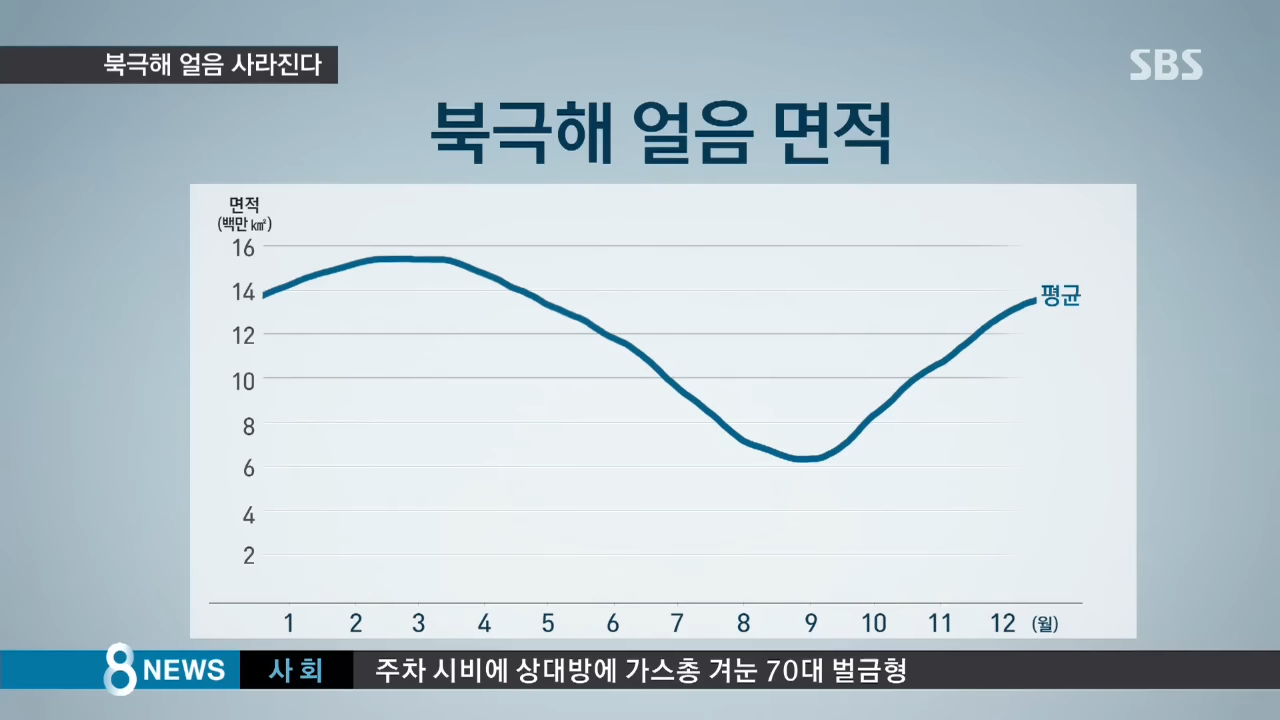 북극해 얼음 사라진다
SBS
북극해 얼음 면적
면적
(백만 ㎢)
16
14
12
10
8
6
4
2
평균
1 2 3 4 5 6 7 8 9 10 11 12 (월)
8 NEWS 사회 주차 시비에 상대방에 가스총 겨눈 70대 벌금형